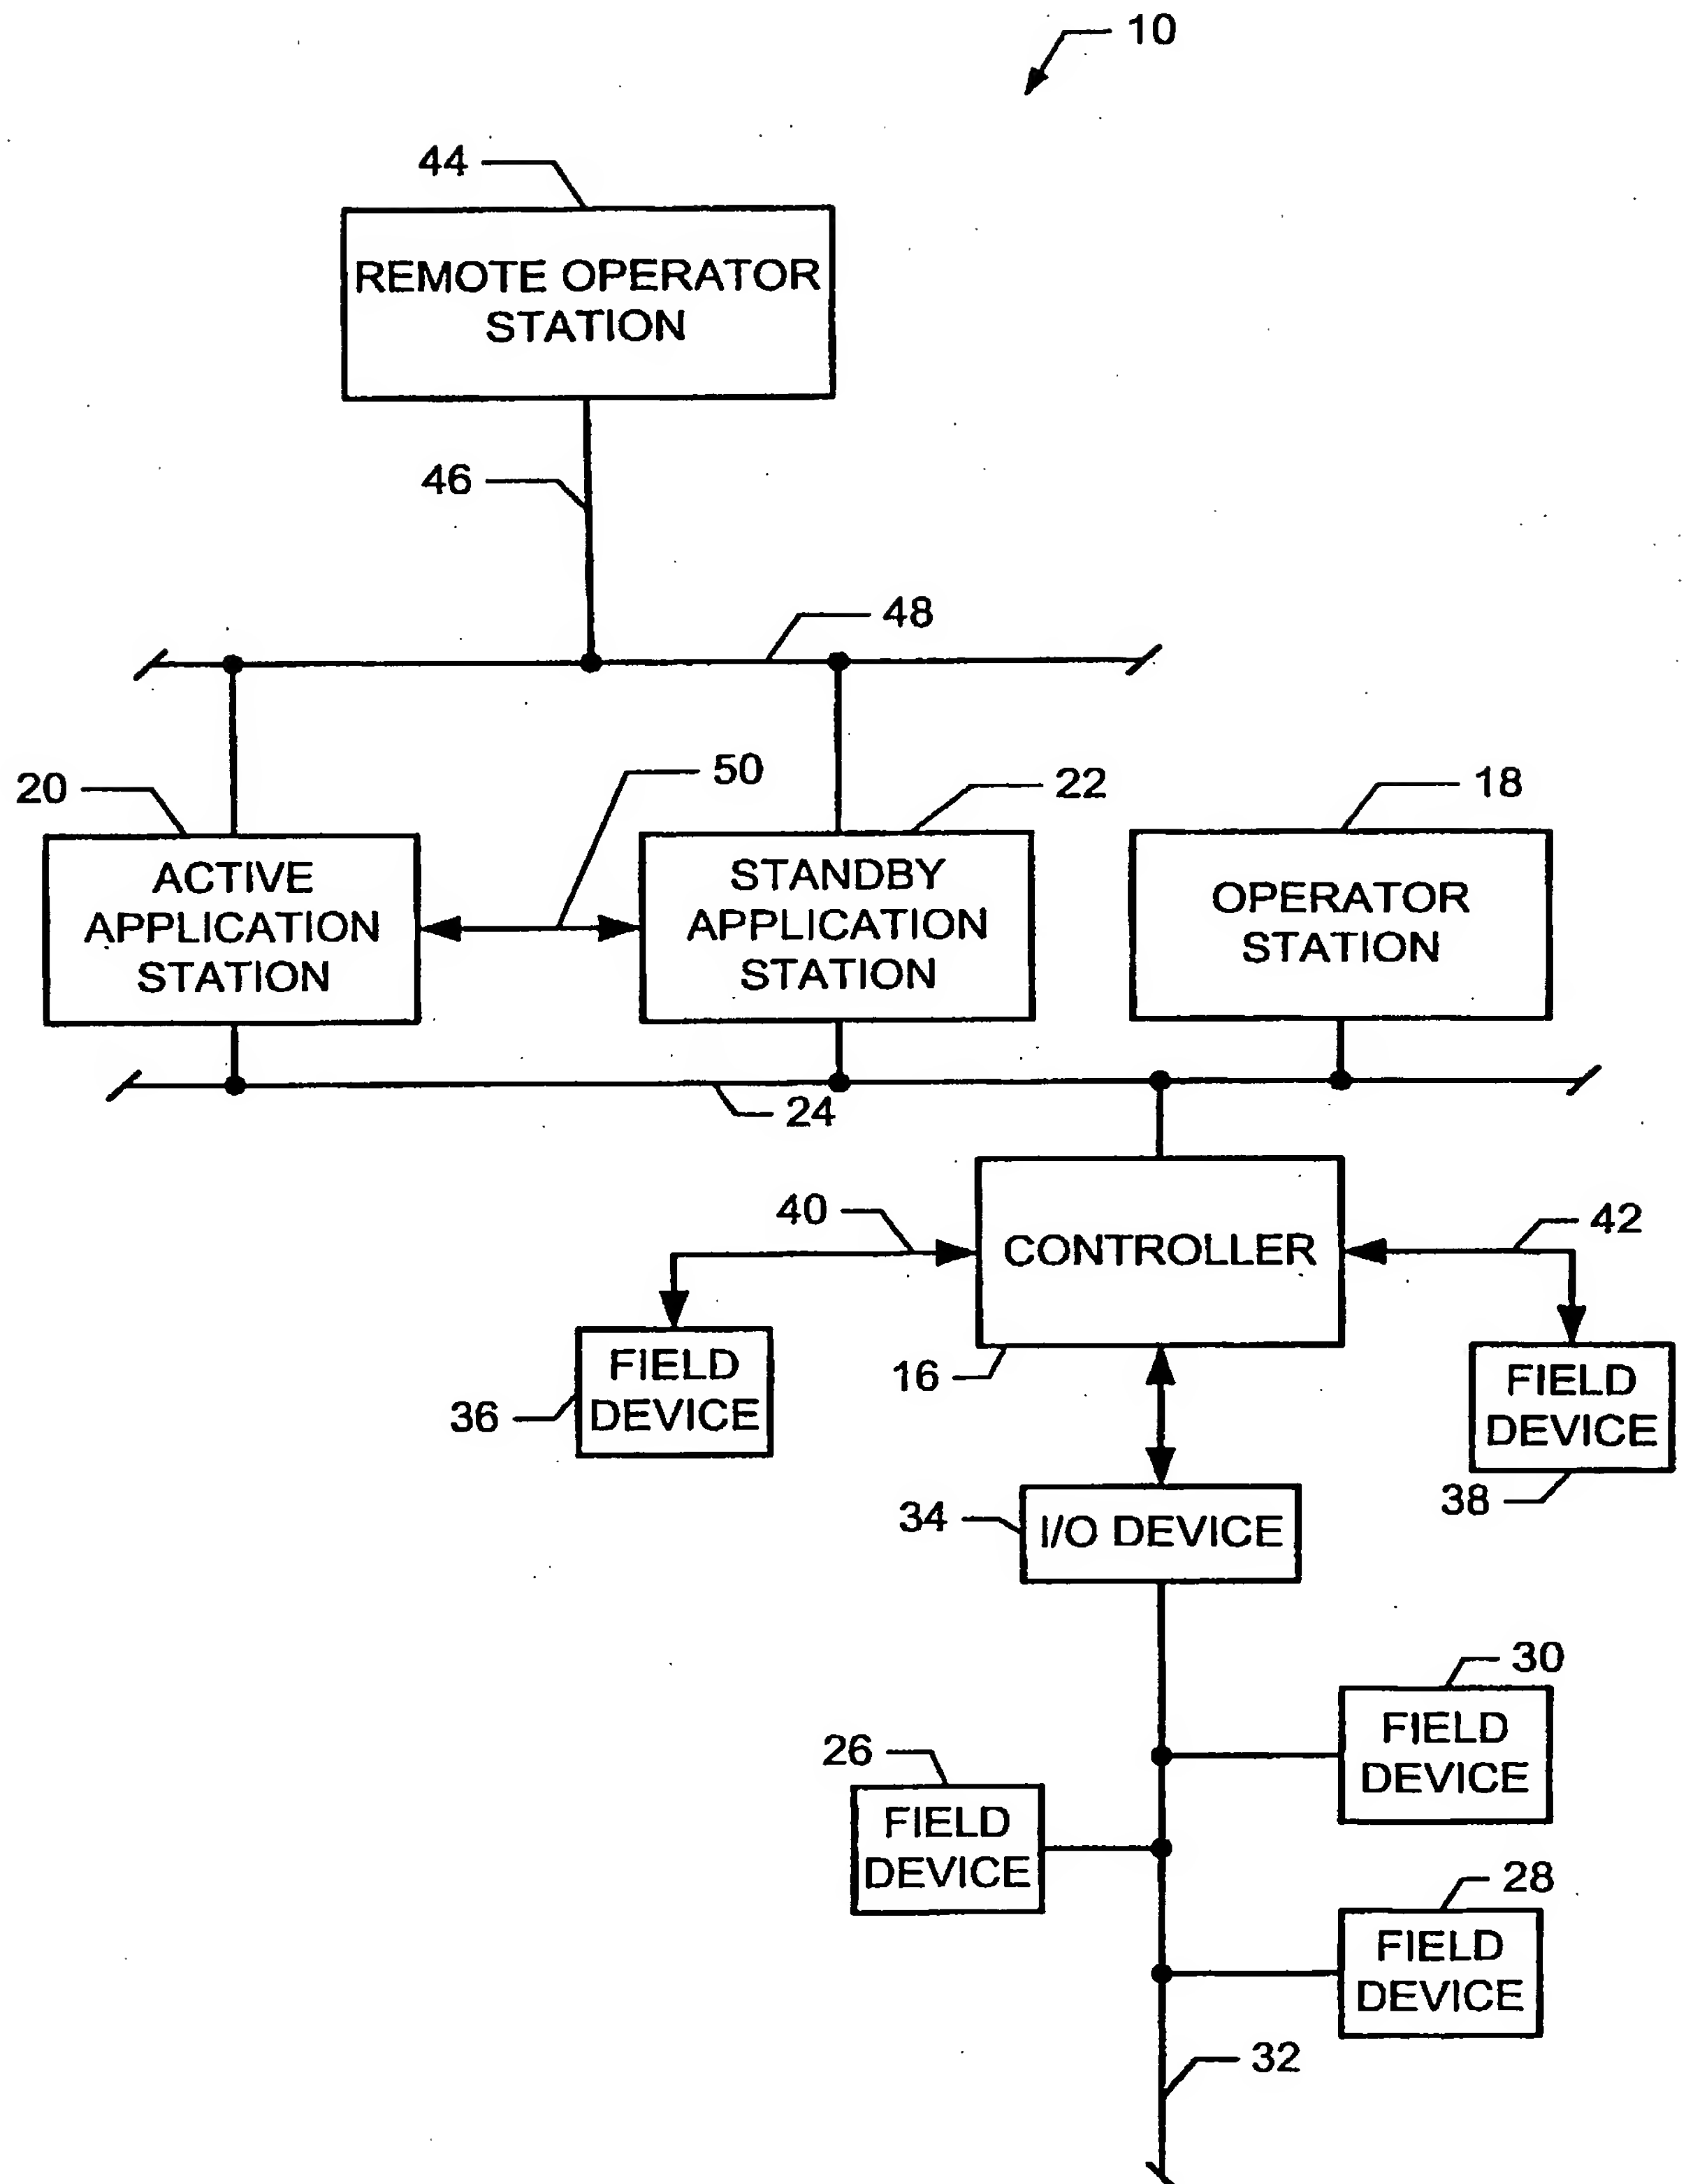 10
44
REMOTE OPERATOR
STATION
46
48
20
50
22
18
ACTIVE
APPLICATION
STATION
STANDBY
APPLICATION
STATION
OPERATOR
STATION
24
40
CONTROLLER
42
36
FIELD
DEVICE
16
FIELD
DEVICE
38
34
I/O DEVICE
30
FIELD
DEVICE
26
FIELD
DEVICE
28
FIELD
DEVICE
32